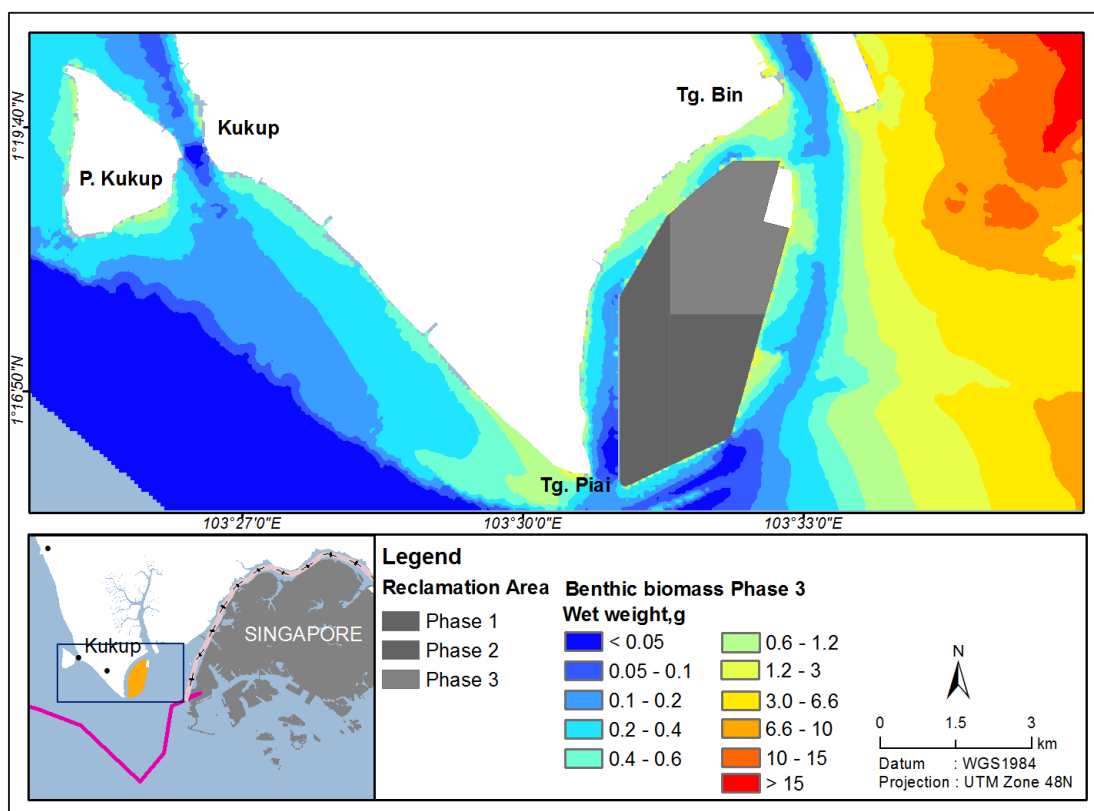 Tg. Bin
Kukup
P. Kukup
Tg. Piai
1°19'40"N
1°16'50"N
103°27'0"E
103°30'0"E
103°33'0"E
Kukup
SINGAPORE
Legend
Reclamation Area
Phase 1
Phase 2
Phase 3
Benthic biomass Phase 3
Wet weight,g
< 0.05
0.05 - 0.1
0.1 - 0.2
0.2 - 0.4
0.4 - 0.6
0.6 - 1.2
1.2 - 3
3.0 - 6.6
6.6 - 10
10 - 15
> 15
N
0 1.5 3
km
Datum : WGS1984
Projection : UTM Zone 48N